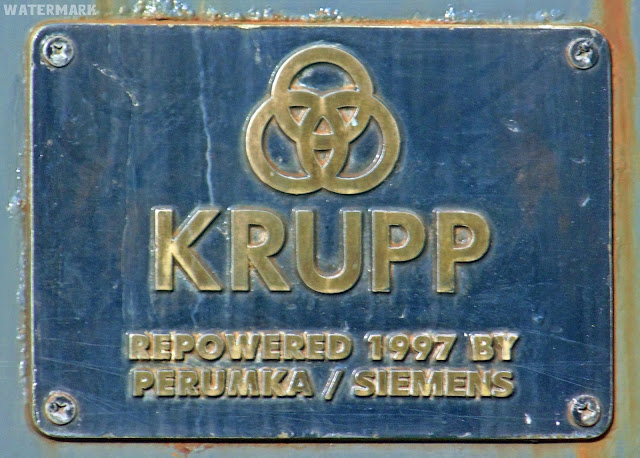 WATERMARK
KRUPP
REPOWERED 1997 BY
PERUMKA / SIEMENS